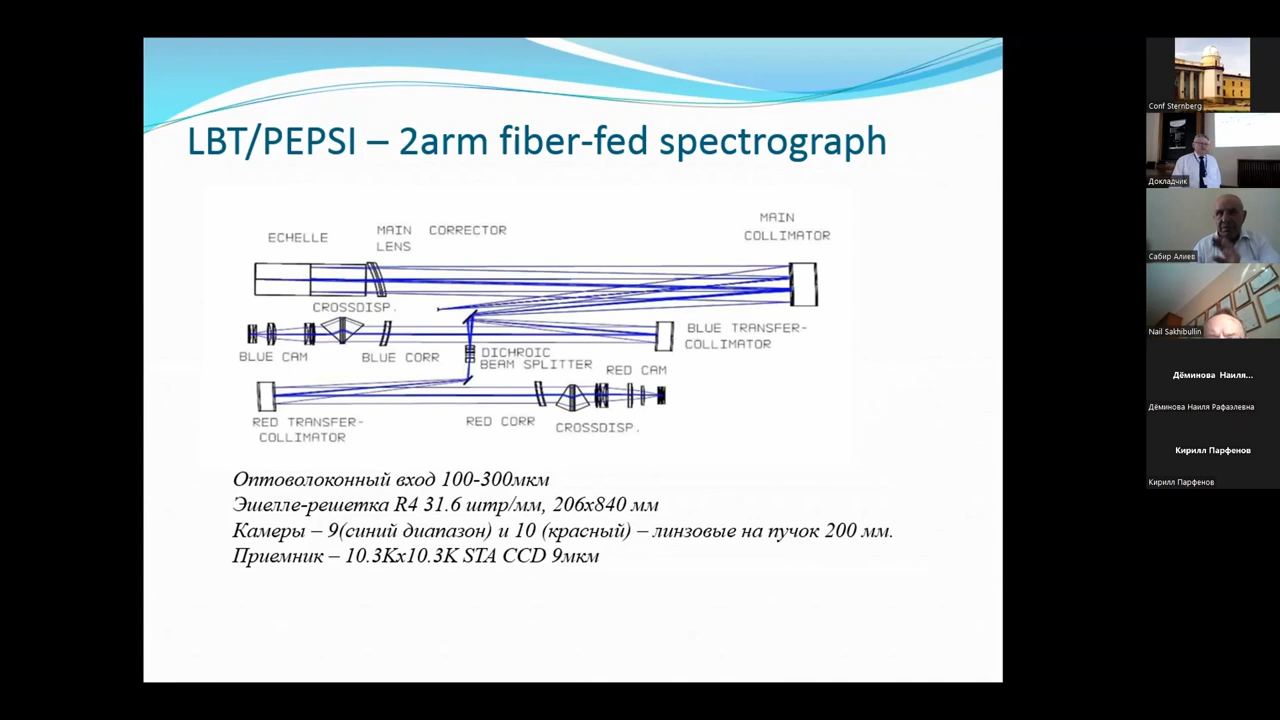 LBT/PEPSI – 2arm fiber-fed spectrograph
ECHELLE
MAIN CORRECTOR
LENS
MAIN
COLLIMATOR
CROSSDISP.
BLUE CAM
BLUE CORR
DICHROIC
BEAM SPLITTER
BLUE TRANSFER-
COLLIMATOR
RED CAM
RED TRANSFER-
COLLIMATOR
RED CORR
CROSSDISP.
Оптоволоконный вход 100-300мкм
Эшелле-решетка R4 31.6 штр/мм, 206x840 мм
Камеры – 9(синий диапазон) и 10 (красный) – линзовые на пучок 200 мм.
Приемник – 10.3Kx10.3K STA CCD 9мкм
Conf Sternberg
Докладчик
Сабир Алиев
Nail Sakhibullin
Дёминова Наиля...
Дёминова Наиля Рафаэлевна
Кирилл Парфенов
Кирилл Парфенов